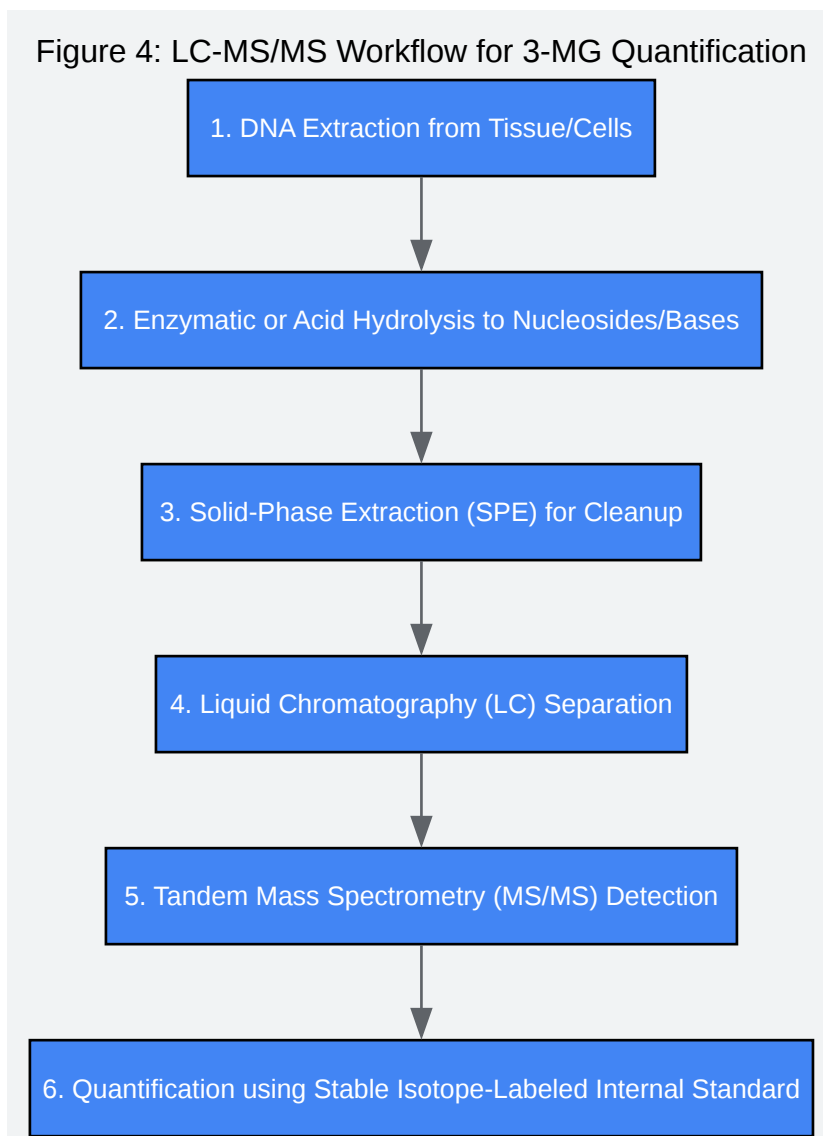 Figure 4: LC-MS/MS Workflow for 3-MG Quantification
1. DNA Extraction from Tissue/Cells
2. Enzymatic or Acid Hydrolysis to Nucleosides/Bases
3. Solid-Phase Extraction (SPE) for Cleanup
4. Liquid Chromatography (LC) Separation
5. Tandem Mass Spectrometry (MS/MS) Detection
6. Quantification using Stable Isotope-Labeled Internal Standard